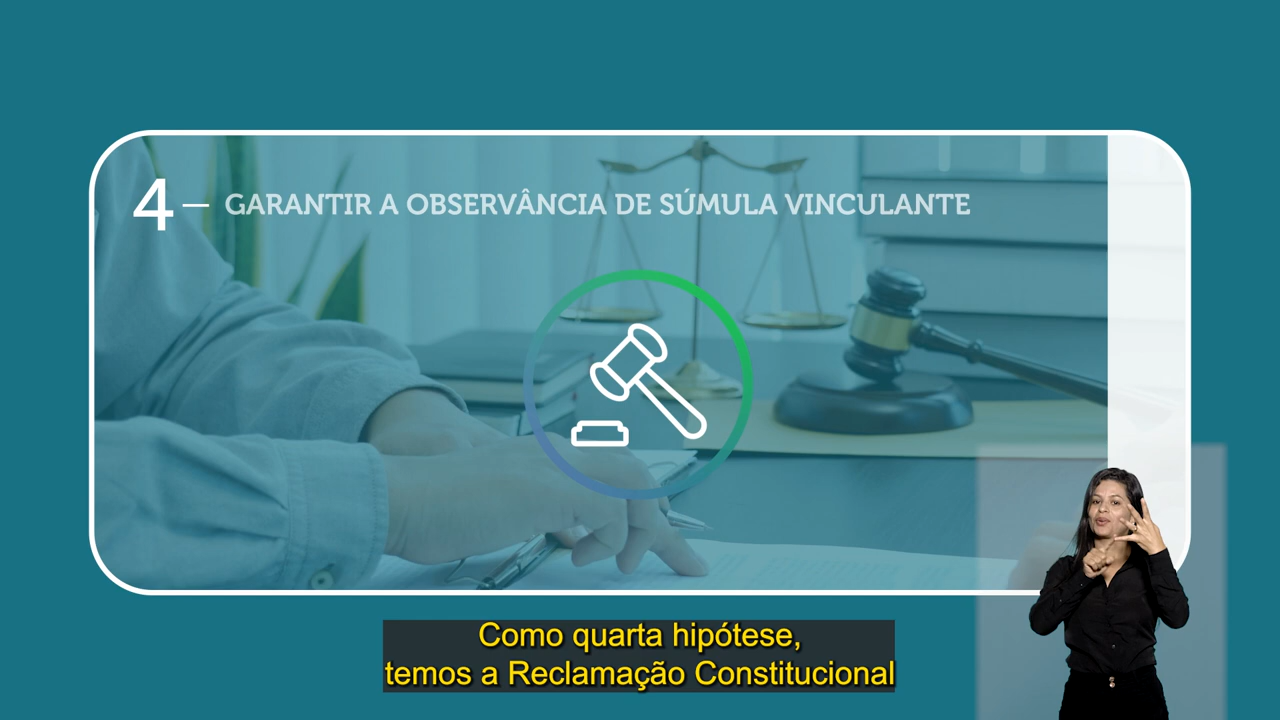 4 — GARANTIR A OBSERVÂNCIA DE SÚMULA VINCULANTE
Como quarta hipótese,
temos a Reclamação Constitucional